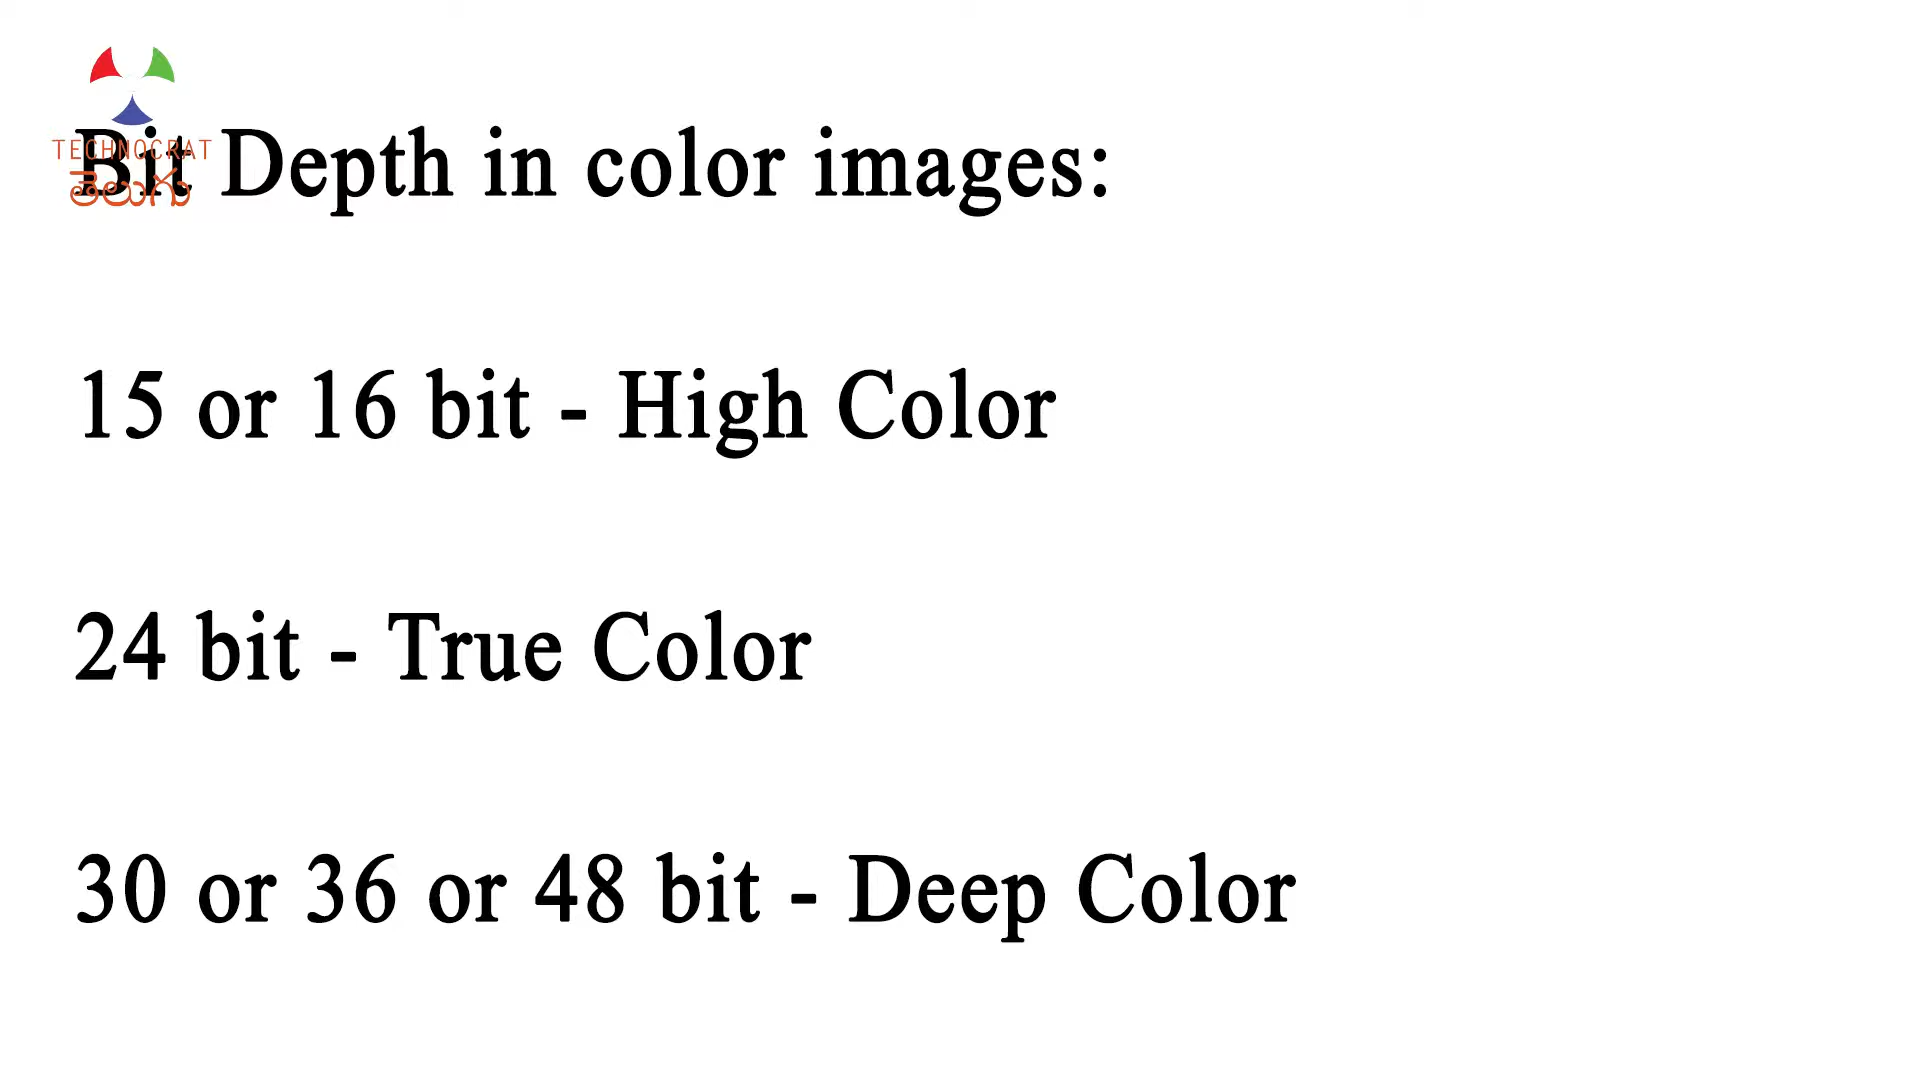 TECHNOCRAT
తెలుగు
Bit Depth in color images:
15 or 16 bit - High Color
24 bit - True Color
30 or 36 or 48 bit - Deep Color